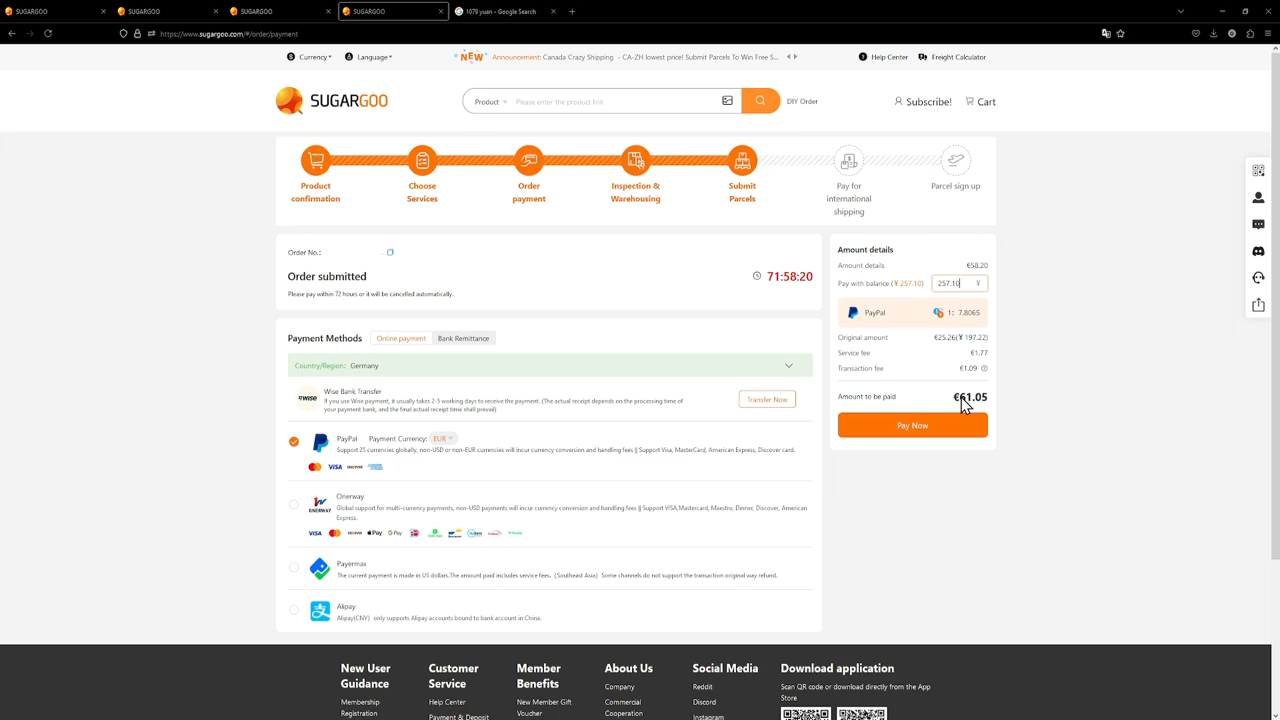 SUGARGOO
SUGARGOO
SUGARGOO
SUGARGOO
1079 yuan - Google Search
https://www.sugargoo.com/#/order/payment
Currency
Language
NEW
Announcement: Canada Crazy Shipping - CA-ZH lowest price! Submit Parcels To Win Free S...
Help Center
Freight Calculator
SUGARGOO
Product
Please enter the product link
DIY Order
Subscribe!
Cart
Product confirmation
Choose Services
Order payment
Inspection & Warehousing
Submit Parcels
Pay for international shipping
Parcel sign up
Order No.:
Order submitted
71:58:20
Please pay within 72 hours or it will be cancelled automatically.
Payment Methods
Online payment
Bank Remittance
Country/Region: Germany
Wise Bank Transfer
If you use Wise payment, it usually takes 2-5 working days to receive the payment. (The actual receipt depends on the processing time of
your payment bank, and the final actual receipt time shall prevail)
Transfer Now
PayPal Payment Currency: EUR
Support 25 currencies globally, non-USD or non-EUR currencies will incur currency conversion and handling fees || Support Visa, MasterCard, American Express, Discover card.
VISA
Onerway
Global support for multi-currency payments, non-USD payments will incur currency conversion and handling fees || Support VISA,Mastercard, Maestro, Dinner, Discover, American
Express.
VISA
Pay
Pay
Payermax
The current payment is made in US dollars.The amount paid includes service fees. (Southeast Asia) Some channels do not support the transaction original way refund.
Alipay
Alipay(CNY) only supports Alipay accounts bound to bank account in China.
Amount details
Amount details €58.20
Pay with balance (¥ 257.10) 257.10 ¥
PayPal 1: 7.8065
Original amount €25.26(¥ 197.22)
Service fee €1.77
Transaction fee €1.09
Amount to be paid €61.05
Pay Now
New User Guidance
Membership Registration
Customer Service
Help Center
Payment & Deposit
Member Benefits
New Member Gift Voucher
About Us
Company
Commercial Cooperation
Social Media
Reddit
Discord
Instagram
Download application
Scan QR code or download directly from the App
Store